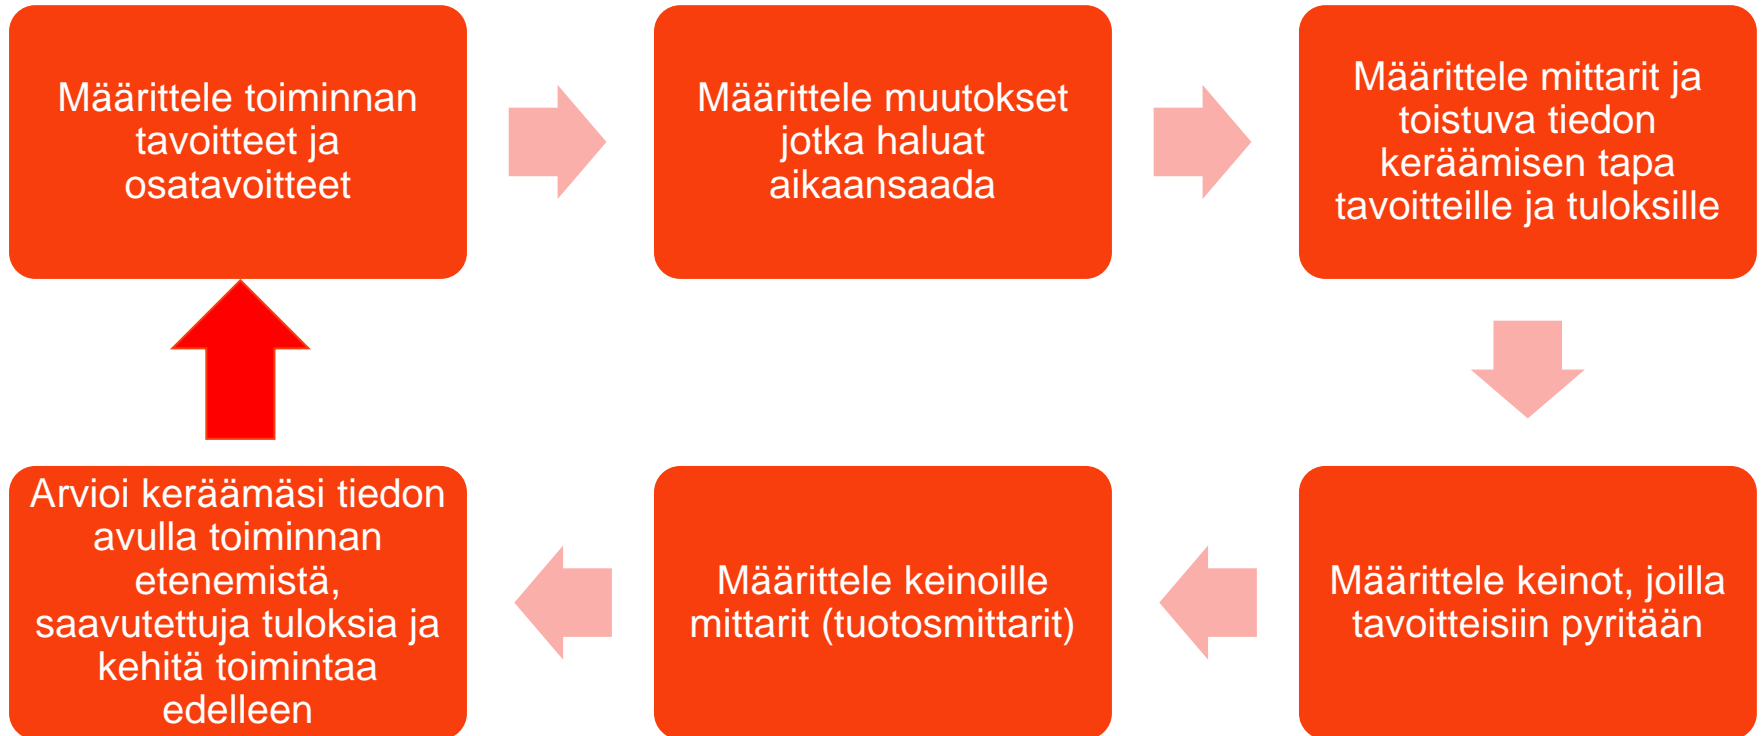 Määrittele toiminnan
tavoitteet ja
osatavoitteet
Määrittele muutokset
jotka haluat
aikaansaada
Määrittele mittarit ja
toistuva tiedon
keräämisen tapa
tavoitteille ja tuloksille
Määrittele keinot, joilla
tavoitteisiin pyritään
Määrittele keinoille
mittarit (tuotosmittarit)
Arvioi keräämäsi tiedon
avulla toiminnan
etenemistä,
saavutettuja tuloksia ja
kehitä toimintaa
edelleen